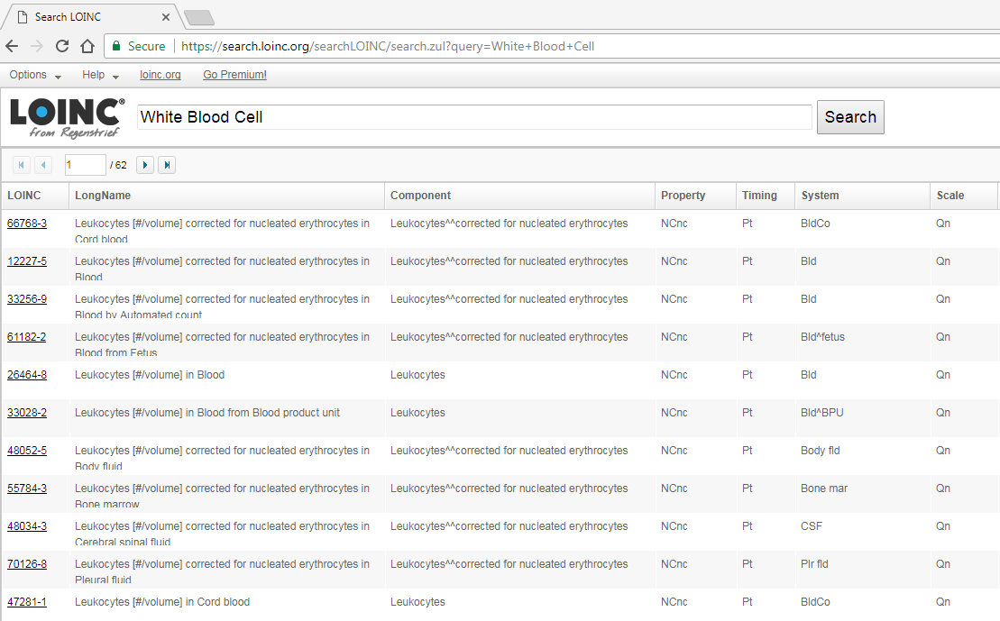 Search LOINC
Secure https://search.loinc.org/searchLOINC/search.zul?query=White+Blood+Cell
Options Help loinc.org Go Premium!
LOINC®
from Regenstrief
White Blood Cell
Search
1 / 62
LOINC LongName Component Property Timing System Scale
66768-3 Leukocytes [#/volume] corrected for nucleated erythrocytes in Leukocytes^^corrected for nucleated erythrocytes NCnc Pt BldCo Qn
Cord blood
12227-5 Leukocytes [#/volume] corrected for nucleated erythrocytes in Leukocytes^^corrected for nucleated erythrocytes NCnc Pt Bld Qn
Blood
33256-9 Leukocytes [#/volume] corrected for nucleated erythrocytes in Leukocytes^^corrected for nucleated erythrocytes NCnc Pt Bld Qn
Blood by Automated count
61182-2 Leukocytes [#/volume] corrected for nucleated erythrocytes in Leukocytes^^corrected for nucleated erythrocytes NCnc Pt Bld^fetus Qn
Blood from Fetus
26464-8 Leukocytes [#/volume] in Blood Leukocytes NCnc Pt Bld Qn
33028-2 Leukocytes [#/volume] in Blood from Blood product unit Leukocytes NCnc Pt Bld^BPU Qn
48052-5 Leukocytes [#/volume] corrected for nucleated erythrocytes in Leukocytes^^corrected for nucleated erythrocytes NCnc Pt Body fld Qn
Body fluid
55784-3 Leukocytes [#/volume] corrected for nucleated erythrocytes in Leukocytes^^corrected for nucleated erythrocytes NCnc Pt Bone mar Qn
Bone marrow
48034-3 Leukocytes [#/volume] corrected for nucleated erythrocytes in Leukocytes^^corrected for nucleated erythrocytes NCnc Pt CSF Qn
Cerebral spinal fluid
70126-8 Leukocytes [#/volume] corrected for nucleated erythrocytes in Leukocytes^^corrected for nucleated erythrocytes NCnc Pt Plr fld Qn
Pleural fluid
47281-1 Leukocytes [#/volume] in Cord blood Leukocytes NCnc Pt BldCo Qn